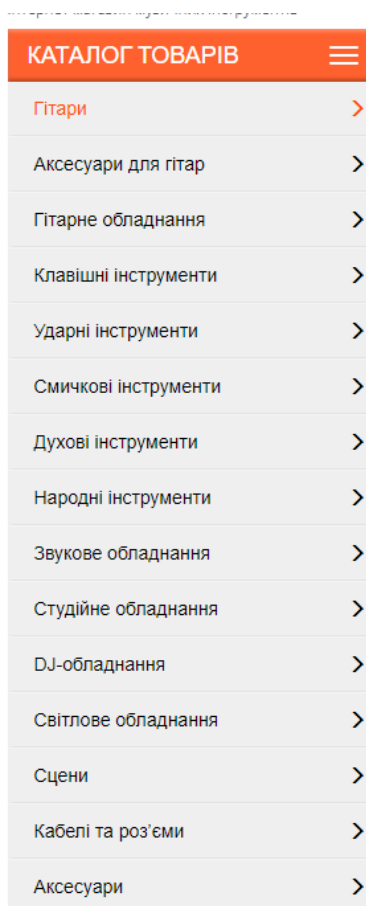 КАТАЛОГ ТОВАРІВ
Гітари
Аксесуари для гітар
Гітарне обладнання
Клавішні інструменти
Ударні інструменти
Смичкові інструменти
Духові інструменти
Народні інструменти
Звукове обладнання
Студійне обладнання
DJ-обладнання
Світлове обладнання
Сцени
Кабелі та роз’єми
Аксесуари